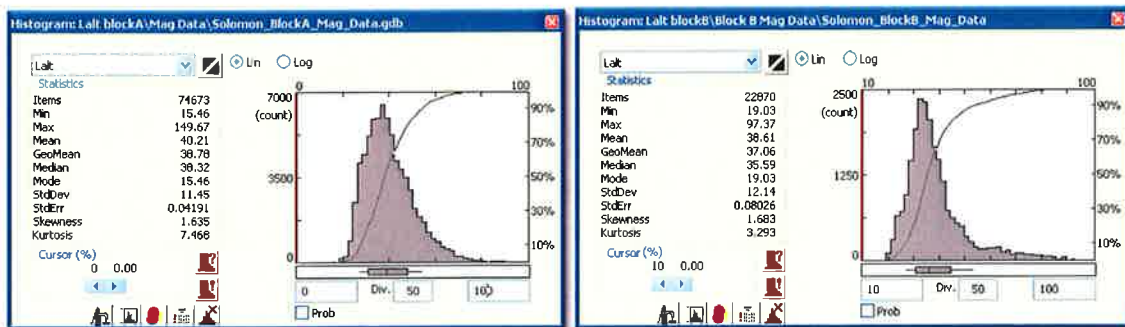 Histogram: Lalt blockA\Mag Data\Solomon_BlockA_Mag_Data.gdb
Lalt
Lin
Log
Statistics
Items 74673
Min 15.46
Max 149.67
Mean 40.21
GeoMean 38.78
Median 38.32
Mode 15.46
StdDev 11.45
StdErr 0.04191
Skewness 1.635
Kurtosis 7.468
Cursor (%)
0 0.00
0 100
7000
(count)
3500
0
90%
70%
50%
30%
10%
0 Div. 50 100
Prob
Histogram: Lalt blockB\Block B Mag Data\Solomon_BlockB_Mag_Data
Lalt
Lin
Log
Statistics
Items 22870
Min 19.03
Max 97.37
Mean 38.61
GeoMean 37.06
Median 35.59
Mode 19.03
StdDev 12.14
StdErr 0.08026
Skewness 1.683
Kurtosis 3.293
Cursor (%)
10 0.00
10 100
2500
(count)
1250
0
90%
70%
50%
30%
10%
10 Div. 50 100
Prob